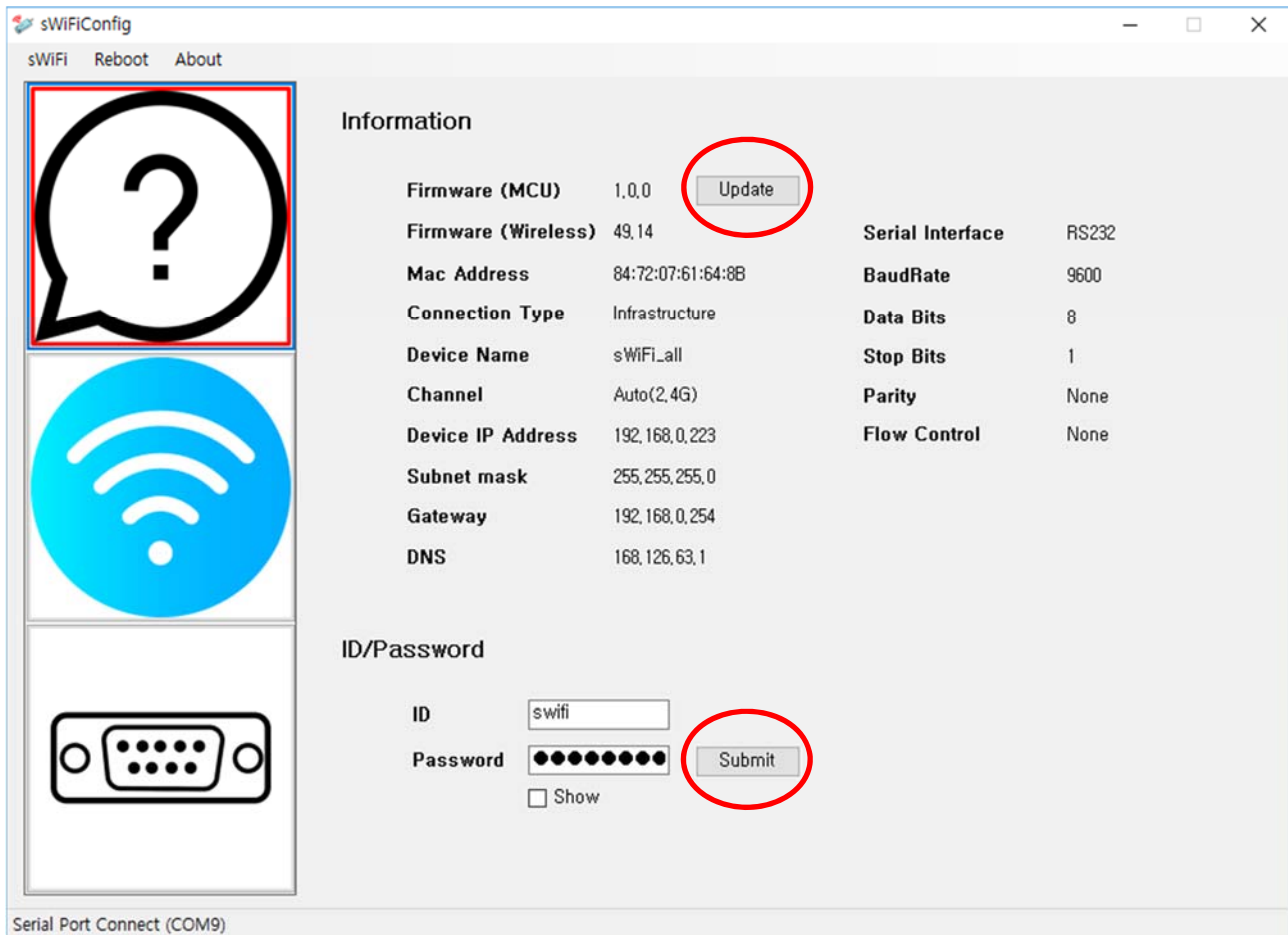 sWiFiConfig
sWiFi Reboot About
?
Information
Firmware (MCU) 1,0,0 Update
Firmware (Wireless) 49,14
Mac Address 84:72:07:61:64:8B
Connection Type Infrastructure
Device Name sWiFi_all
Channel Auto(2,4G)
Device IP Address 192,168,0,223
Subnet mask 255,255,255,0
Gateway 192,168,0,254
DNS 168,126,63,1
Serial Interface RS232
BaudRate 9600
Data Bits 8
Stop Bits 1
Parity None
Flow Control None
ID/Password
ID swifi
Password ●●●●●●●● Submit
Show
Serial Port Connect (COM9)